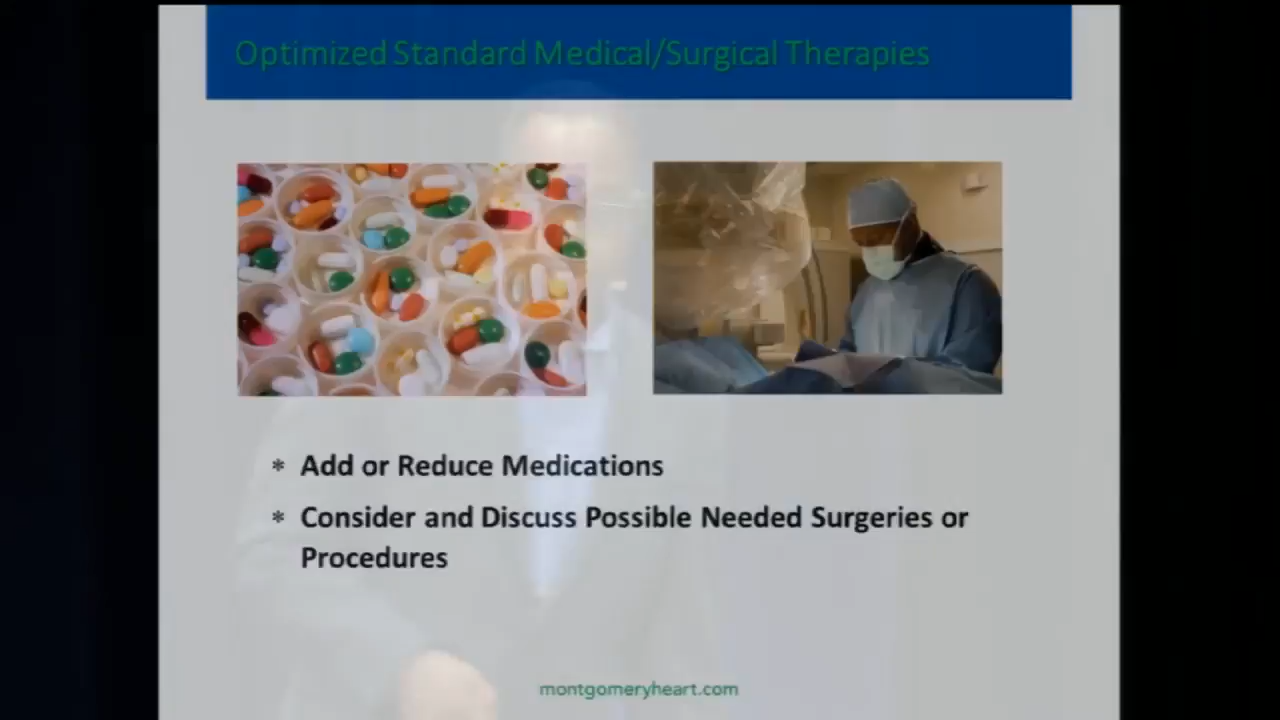 Optimized Standard Medical/Surgical Therapies
* Add or Reduce Medications
* Consider and Discuss Possible Needed Surgeries or
Procedures
montgomeryheart.com